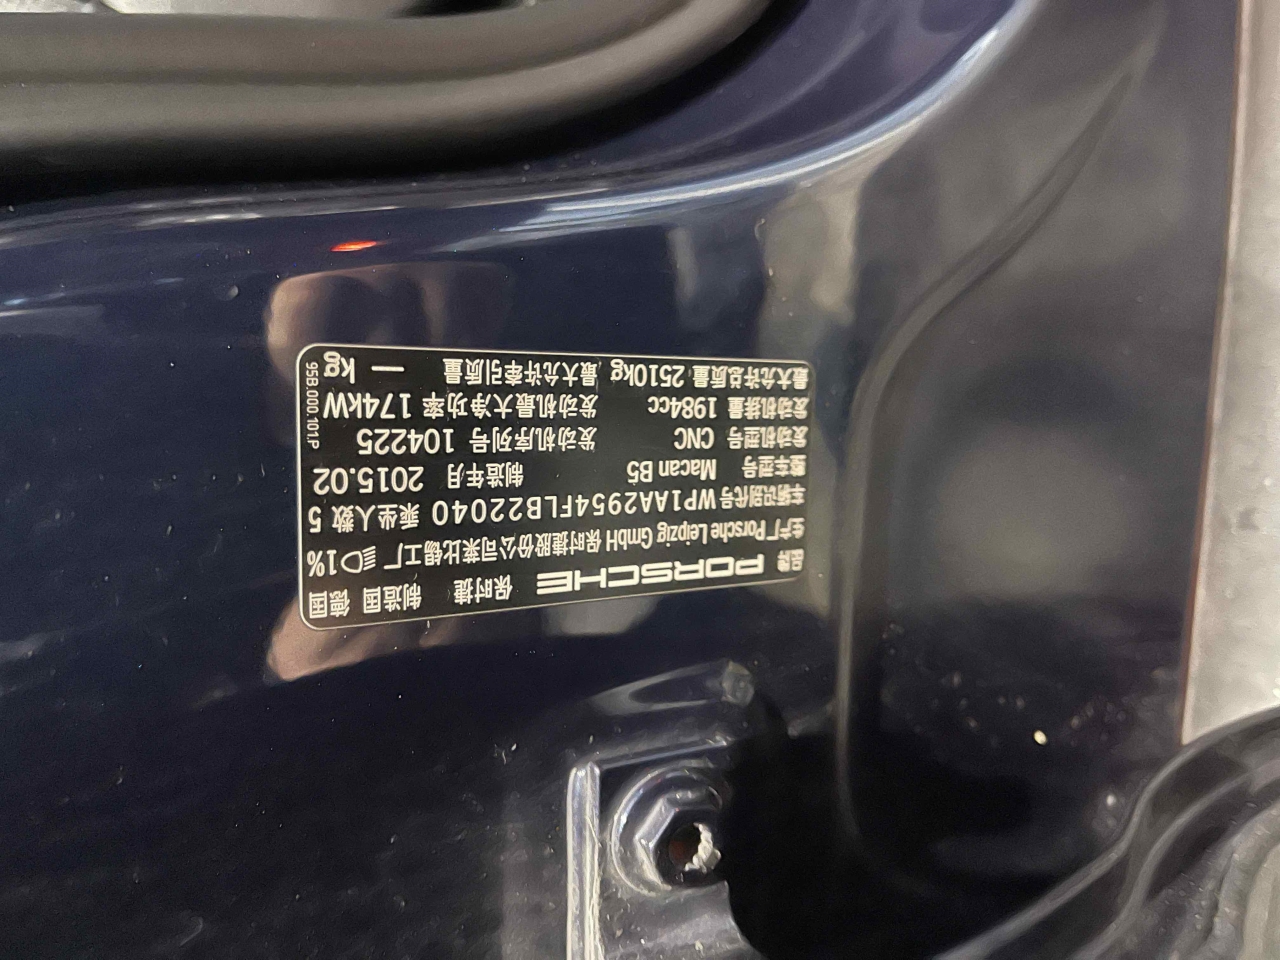 品牌 PORSCHE 保时捷 制造国 德国
生产厂 Porsche Leipzig GmbH 保时捷股份公司莱比锡工厂 1%
车辆识别代号 WP1AA2954FLB22040 乘坐人数 5
整车型号 Macan B5 制造年月 2015.02
发动机型号 CNC 发动机序列号 104225
发动机排量 1984cc 发动机最大净功率 174kW
最大允许总质量 2510kg 最大允许牵引质量 — kg
95B.000.101.P